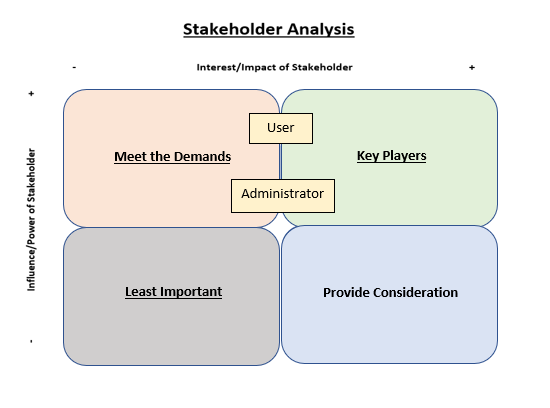 Stakeholder Analysis
- Interest/Impact of Stakeholder +
+
Influence/Power of Stakeholder
-
User
Meet the Demands
Key Players
Administrator
Least Important
Provide Consideration